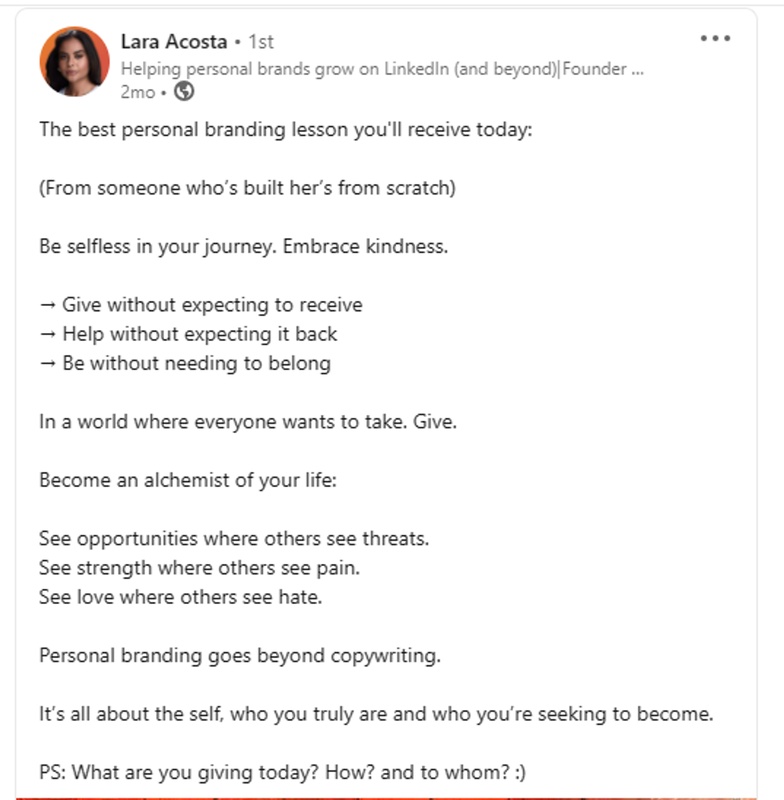 Lara Acosta • 1st
Helping personal brands grow on LinkedIn (and beyond)|Founder ...
2mo •
The best personal branding lesson you'll receive today:
(From someone who's built her's from scratch)
Be selfless in your journey. Embrace kindness.
→ Give without expecting to receive
→ Help without expecting it back
→ Be without needing to belong
In a world where everyone wants to take. Give.
Become an alchemist of your life:
See opportunities where others see threats.
See strength where others see pain.
See love where others see hate.
Personal branding goes beyond copywriting.
It's all about the self, who you truly are and who you're seeking to become.
PS: What are you giving today? How? and to whom? :)